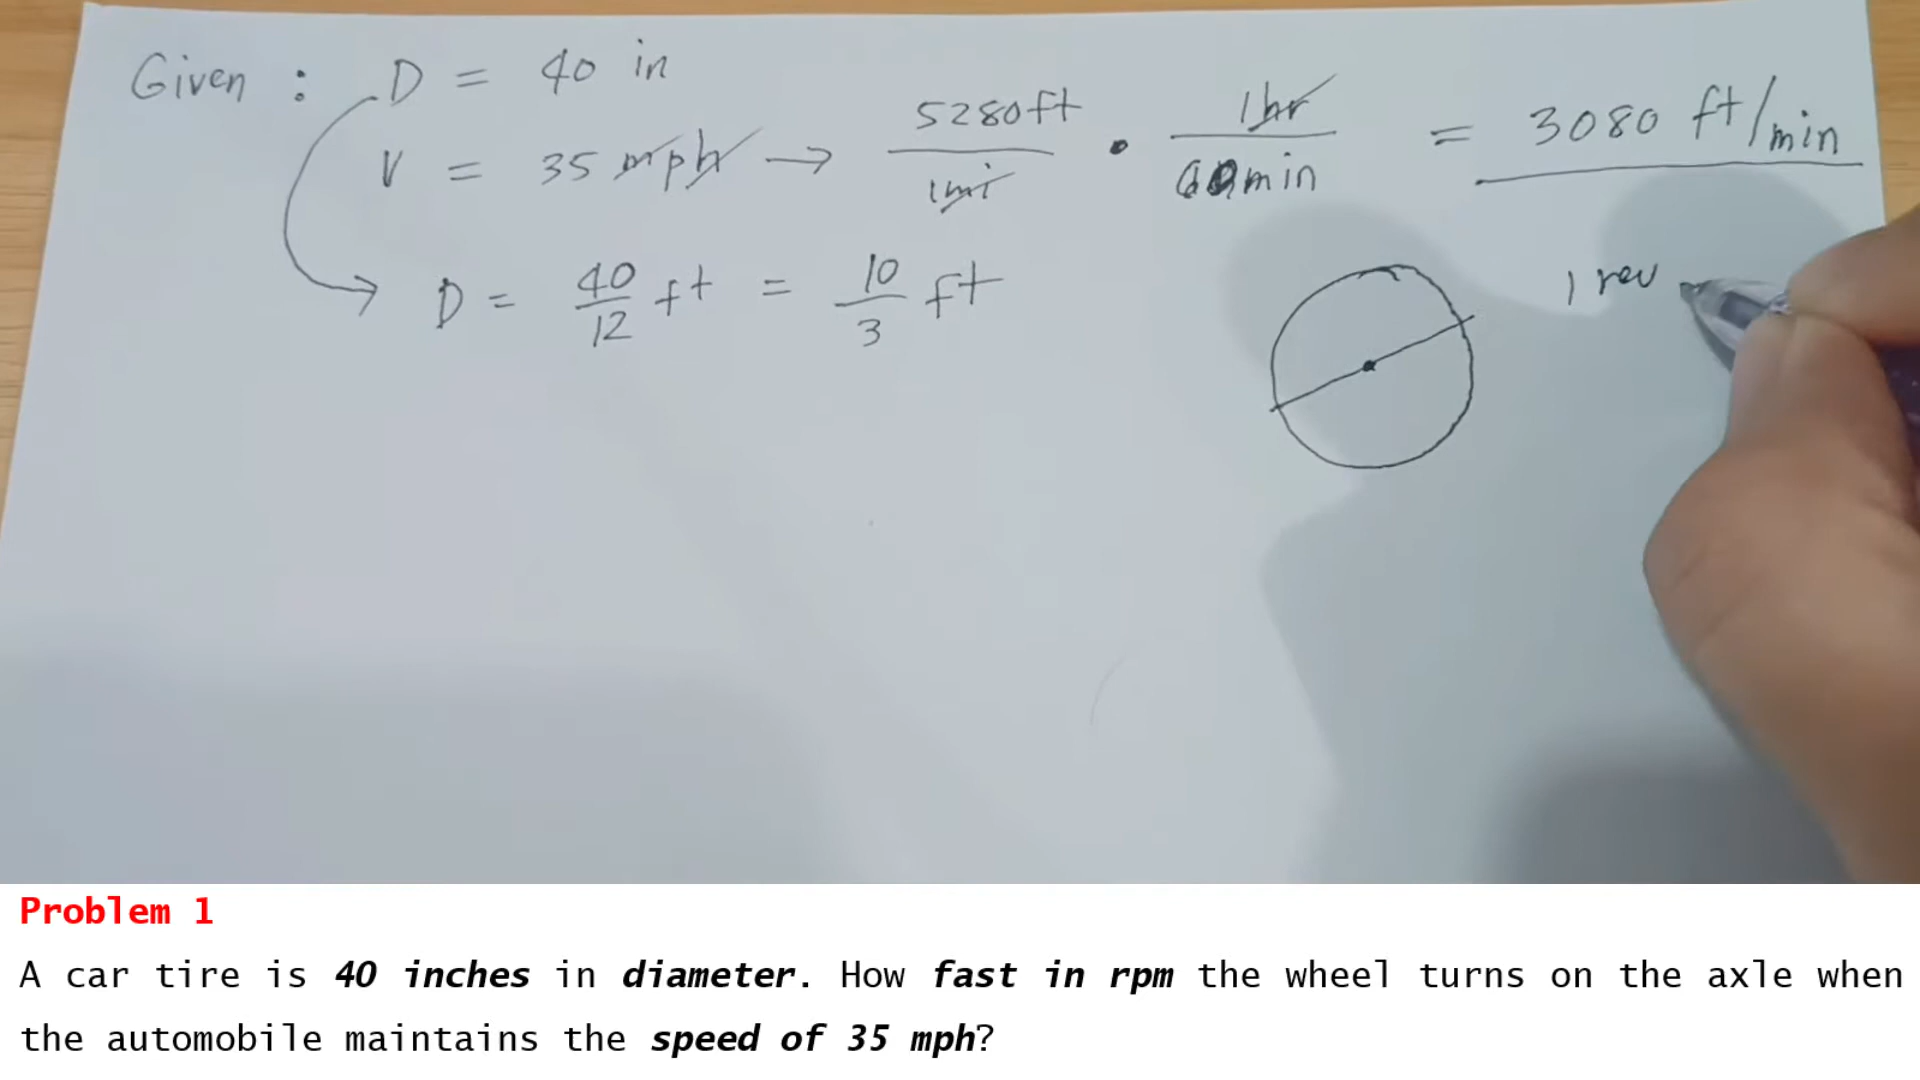 Given : D = 40 in
V = 35 mph → 5280ft / 1mi · 1hr / 60min = 3080 ft/min
D = 40/12 ft = 10/3 ft
1 rev
Problem 1
A car tire is 40 inches in diameter. How fast in rpm the wheel turns on the axle when
the automobile maintains the speed of 35 mph?